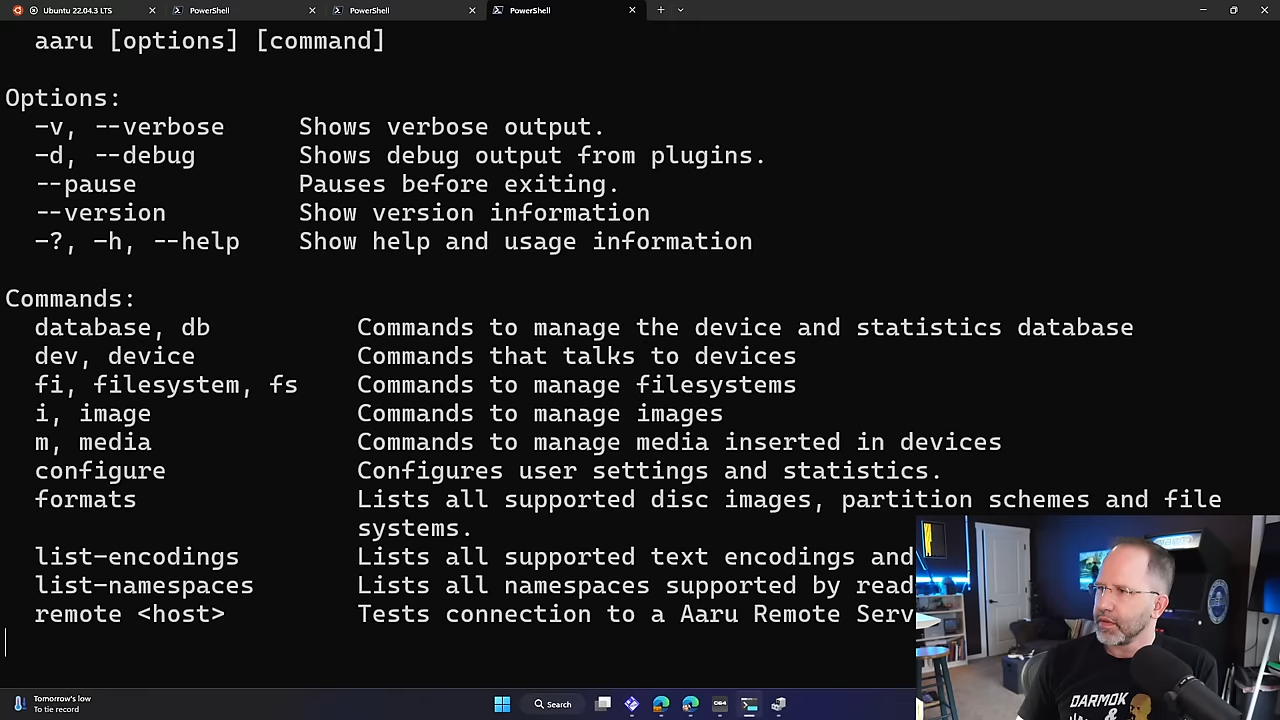 Ubuntu 22.04.3 LTS
PowerShell
PowerShell
PowerShell
aaru [options] [command]
Options:
-v, --verbose Shows verbose output.
-d, --debug Shows debug output from plugins.
--pause Pauses before exiting.
--version Show version information
-?, -h, --help Show help and usage information
Commands:
database, db Commands to manage the device and statistics database
dev, device Commands that talks to devices
fi, filesystem, fs Commands to manage filesystems
i, image Commands to manage images
m, media Commands to manage media inserted in devices
configure Configures user settings and statistics.
formats Lists all supported disc images, partition schemes and file
systems.
list-encodings Lists all supported text encodings and
list-namespaces Lists all namespaces supported by read
remote <host> Tests connection to a Aaru Remote Serv
DARMOK
&
Tomorrow's low
To tie record
Search